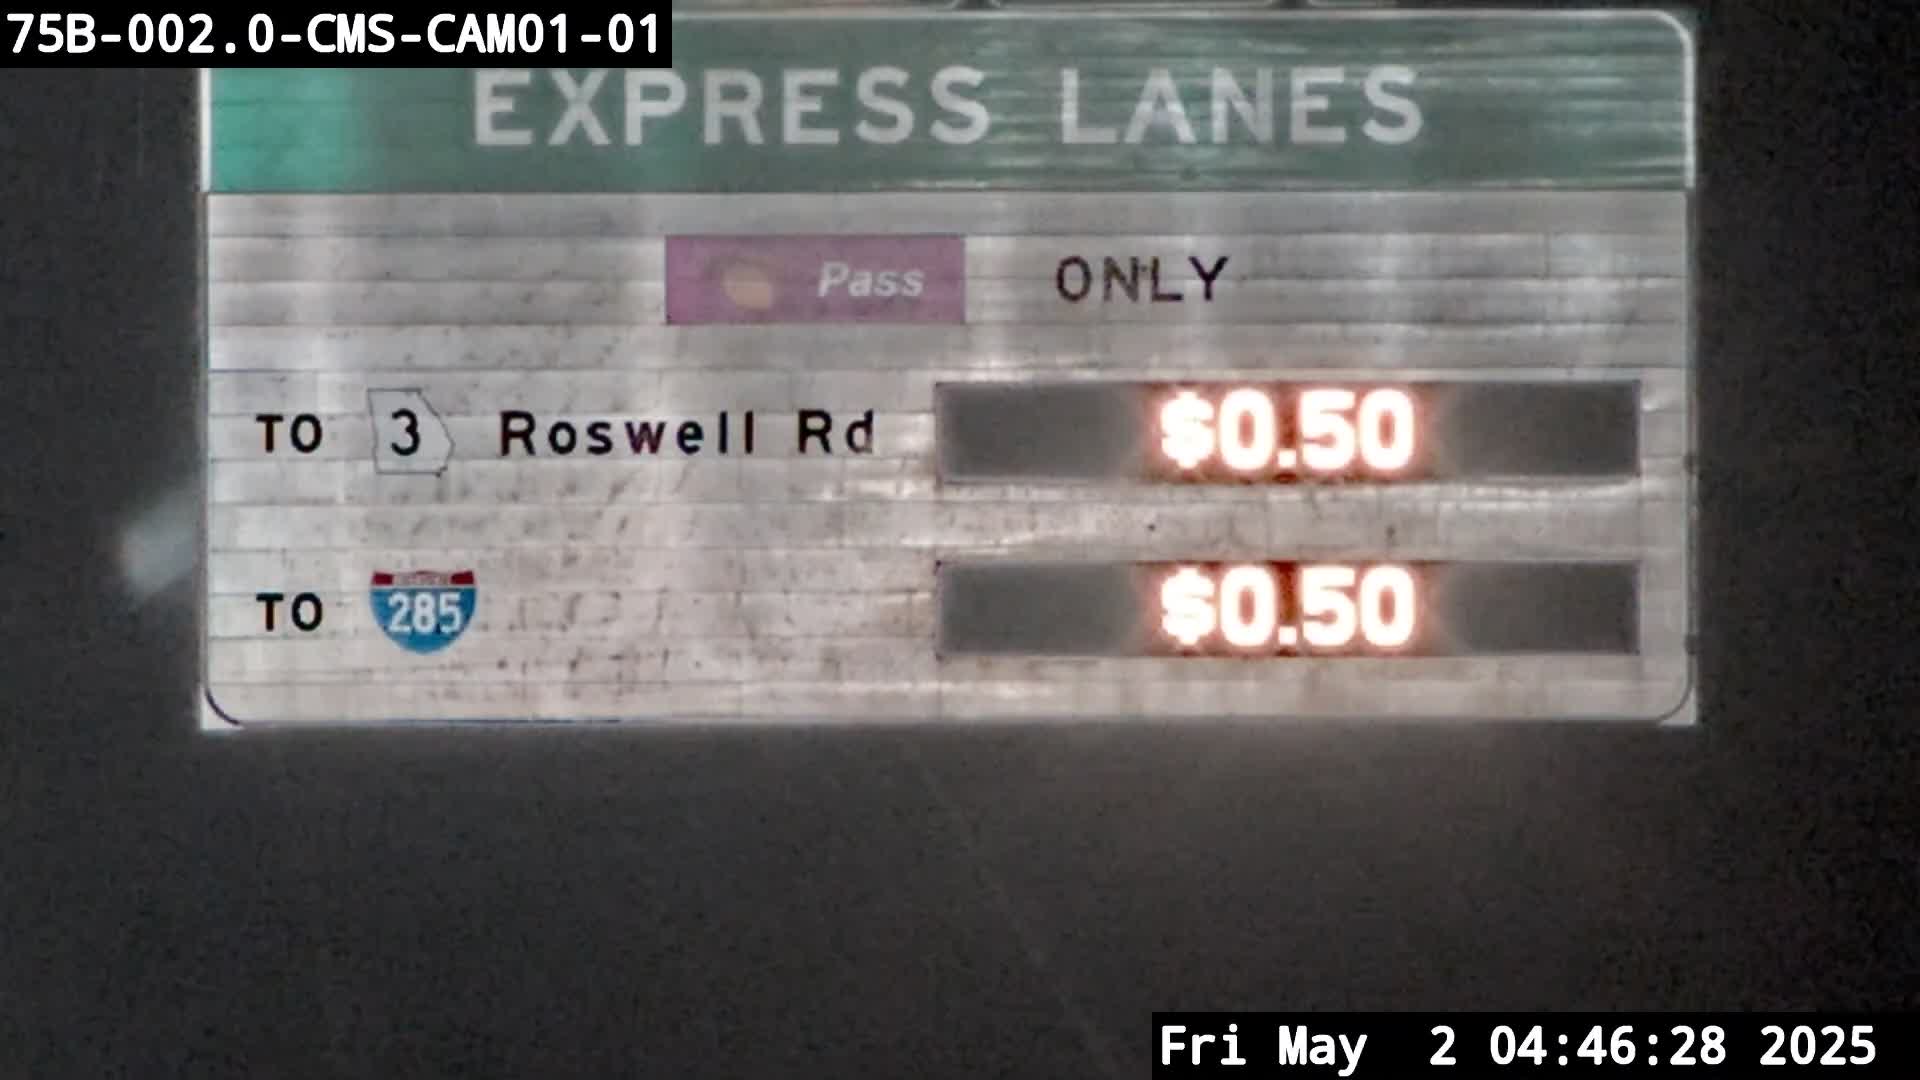 75B-002.0-CMS-CAM01-01
EXPRESS LANES
Pass ONLY
TO 3 Roswell Rd $0.50
TO 285 $0.50
Fri May 2 04:46:28 2025